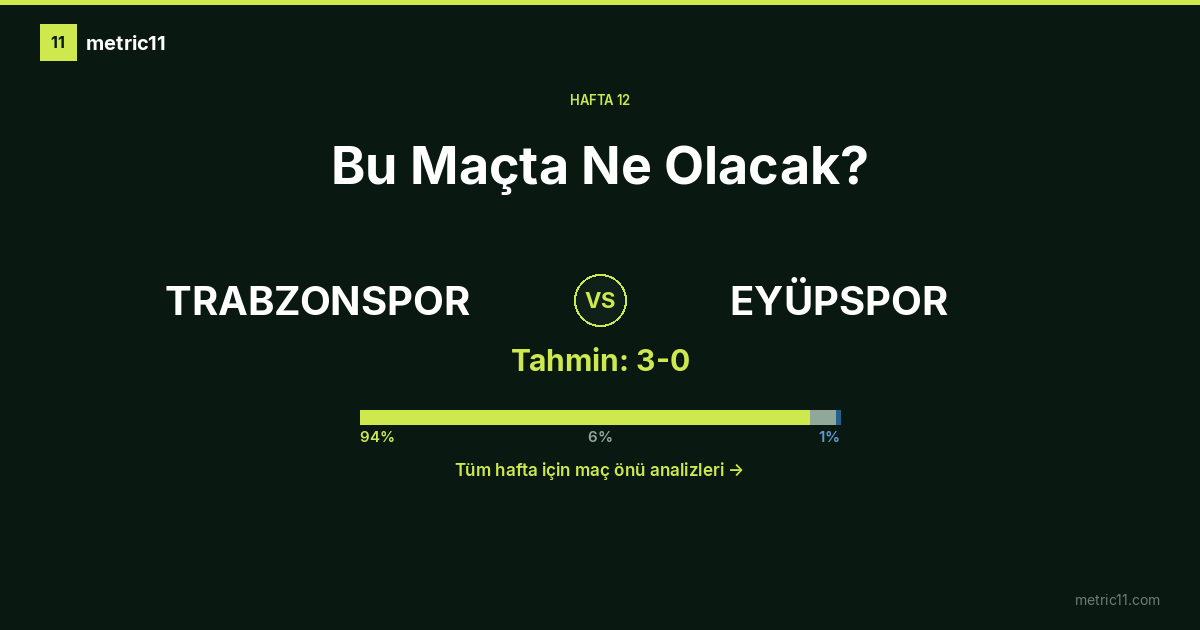 11 metric11
HAFTA 12
Bu Maçta Ne Olacak?
TRABZONSPOR VS EYÜPSPOR
Tahmin: 3-0
94% 6% 1%
Tüm hafta için maç önü analizleri →
metric11.com